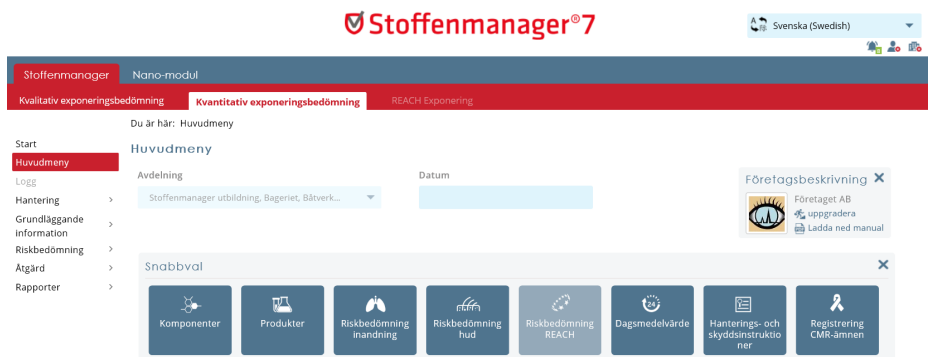 Stoffenmanager®7
Svenska (Swedish)
Stoffenmanager Nano-modul
Kvalitativ exponeringsbedömning Kvantitativ exponeringsbedömning REACH Exponering
Du är här: Huvudmeny
Start
Huvudmeny
Logg
Hantering
Grundläggande
information
Riskbedömning
Åtgärd
Rapporter
Huvudmeny
Avdelning
Stoffenmanager utbildning, Bageriet, Båtverk...
Datum
Företagsbeskrivning
Företaget AB
uppgradera
Ladda ned manual
Snabbval
Komponenter
Produkter
Riskbedömning
inandning
Riskbedömning
hud
Riskbedömning
REACH
24
Dagsmedelvärde
Hanterings- och
skyddsinstruktio
ner
Registrering
CMR-ämnen